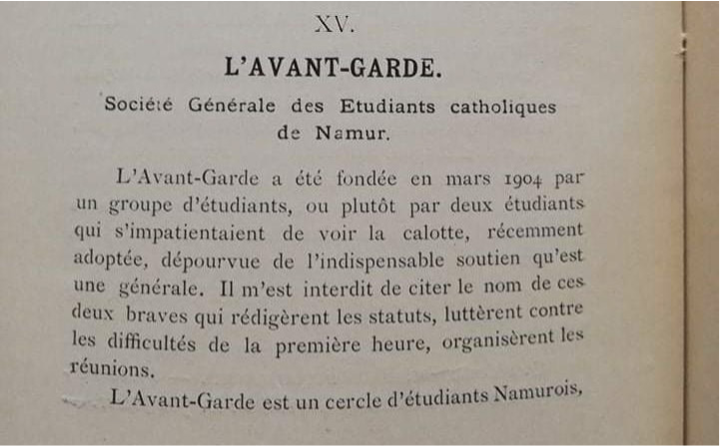 XV.
L'AVANT-GARDE.
Société Générale des Etudiants catholiques
de Namur.
L'Avant-Garde a été fondée en mars 1904 par
un groupe d'étudiants, ou plutôt par deux étudiants
qui s'impatientaient de voir la calotte, récemment
adoptée, dépourvue de l'indispensable soutien qu'est
une générale. Il m'est interdit de citer le nom de ces
deux braves qui rédigèrent les statuts, luttèrent contre
les difficultés de la première heure, organisèrent les
réunions.
L'Avant-Garde est un cercle d'étudiants Namurois,